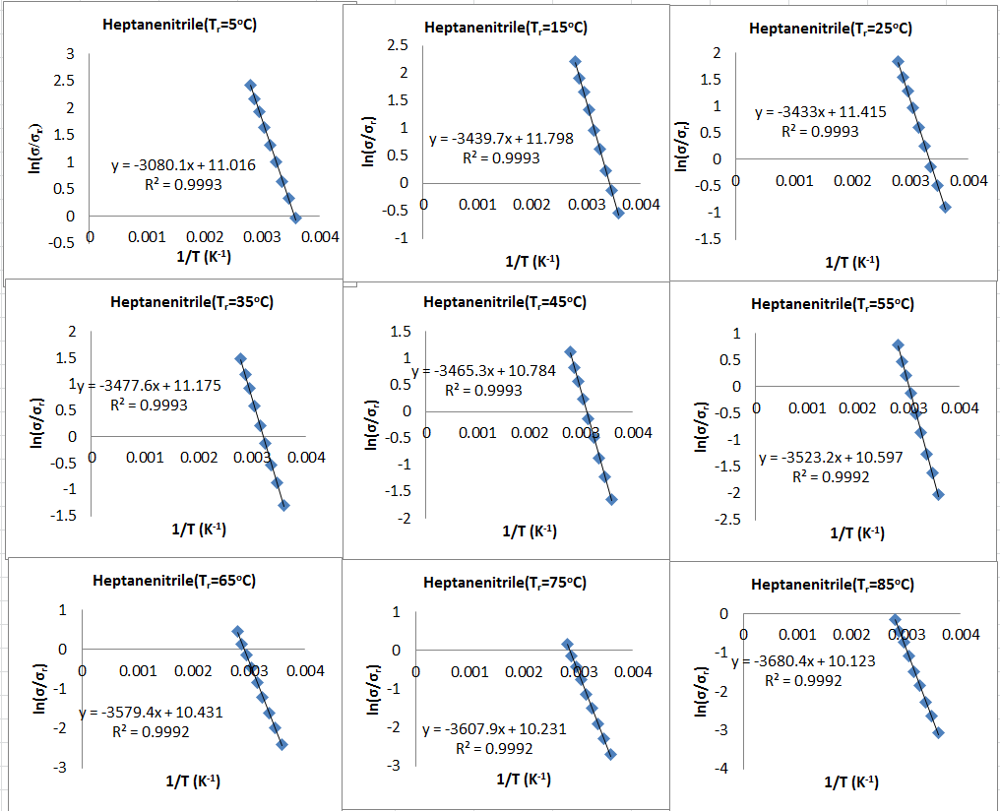 Heptanenitrile(Tr=5°C)
3
2.5
2
1.5
1
0.5
0
-0.5
ln(σ/σr)
y = -3080.1x + 11.016
R² = 0.9993
0 0.001 0.002 0.003 0.004
1/T (K⁻¹)
Heptanenitrile(Tr=15°C)
2.5
2
1.5
1
0.5
0
-0.5
-1
ln(σ/σr)
y = -3439.7x + 11.798
R² = 0.9993
0 0.001 0.002 0.003 0.004
1/T (K⁻¹)
Heptanenitrile(Tr=25°C)
2
1.5
1
0.5
0
-0.5
-1
-1.5
ln(σ/σr)
y = -3433x + 11.415
R² = 0.9993
0 0.001 0.002 0.003 0.004
1/T (K⁻¹)
Heptanenitrile(Tr=35°C)
2
1.5
1
0.5
0
-0.5
-1
-1.5
ln(σ/σr)
y = -3477.6x + 11.175
R² = 0.9993
0 0.001 0.002 0.003 0.004
1/T (K⁻¹)
Heptanenitrile(Tr=45°C)
1.5
1
0.5
0
-0.5
-1
-1.5
-2
ln(σ/σr)
y = -3465.3x + 10.784
R² = 0.9993
0 0.001 0.002 0.003 0.004
1/T (K⁻¹)
Heptanenitrile(Tr=55°C)
1
0.5
0
-0.5
-1
-1.5
-2
-2.5
ln(σ/σr)
y = -3523.2x + 10.597
R² = 0.9992
0 0.001 0.002 0.003 0.004
1/T (K⁻¹)
Heptanenitrile(Tr=65°C)
1
0
-1
-2
-3
ln(σ/σr)
y = -3579.4x + 10.431
R² = 0.9992
0 0.001 0.002 0.003 0.004
1/T (K⁻¹)
Heptanenitrile(Tr=75°C)
1
0
-1
-2
-3
ln(σ/σr)
y = -3607.9x + 10.231
R² = 0.9992
0 0.001 0.002 0.003 0.004
1/T (K⁻¹)
Heptanenitrile(Tr=85°C)
0
-1
-2
-3
-4
ln(σ/σr)
y = -3680.4x + 10.123
R² = 0.9992
0 0.001 0.002 0.003 0.004
1/T (K⁻¹)